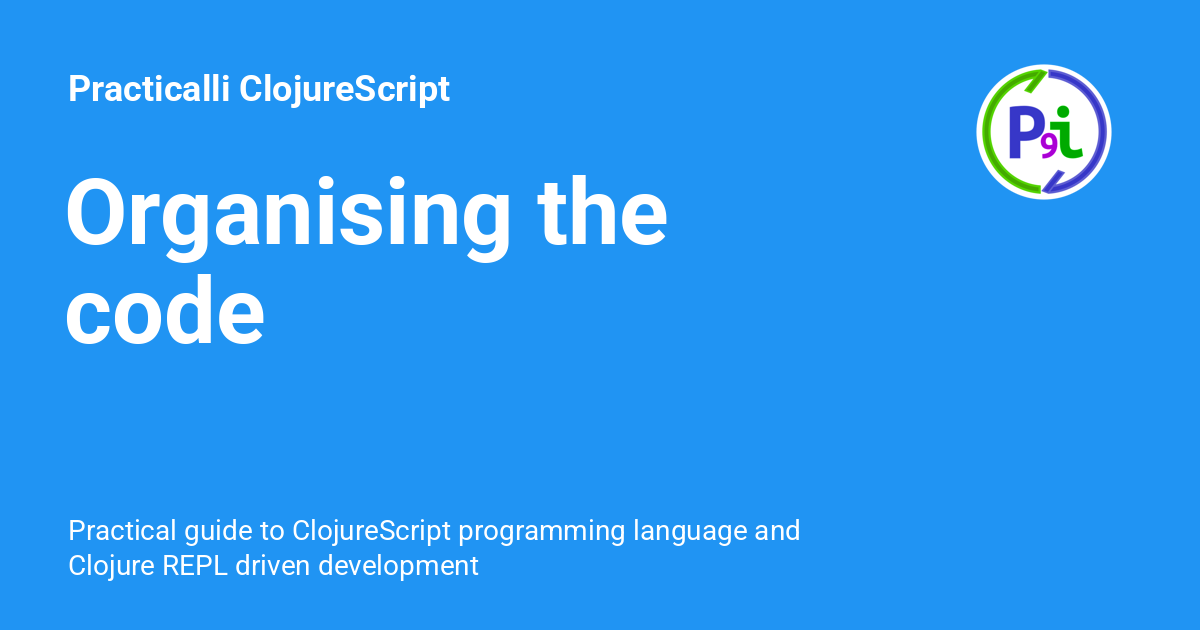 Practicalli ClojureScript
P9i
Organising the
code
Practical guide to ClojureScript programming language and
Clojure REPL driven development